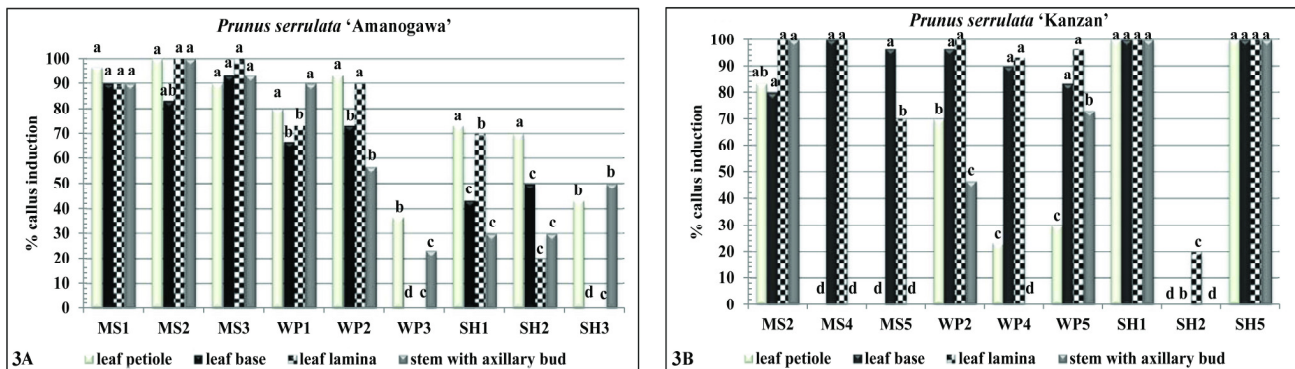 Prunus serrulata ‘Amanogawa’
% callus induction
100
90
80
70
60
50
40
30
20
10
0
a a a a
a ab a a
a a a a
a b b a
a b a b
b d c c
a c b c
a c c c
b d c b
MS1 MS2 MS3 WP1 WP2 WP3 SH1 SH2 SH3
3A leaf petiole leaf base leaf lamina stem with axillary bud
Prunus serrulata ‘Kanzan’
% callus induction
100
90
80
70
60
50
40
30
20
10
0
ab a a a
d a a d
d a b d
b a a c
c a a d
c a a b
a a a a
d b c d
a a a a
MS2 MS4 MS5 WP2 WP4 WP5 SH1 SH2 SH5
3B leaf petiole leaf base leaf lamina stem with axillary bud